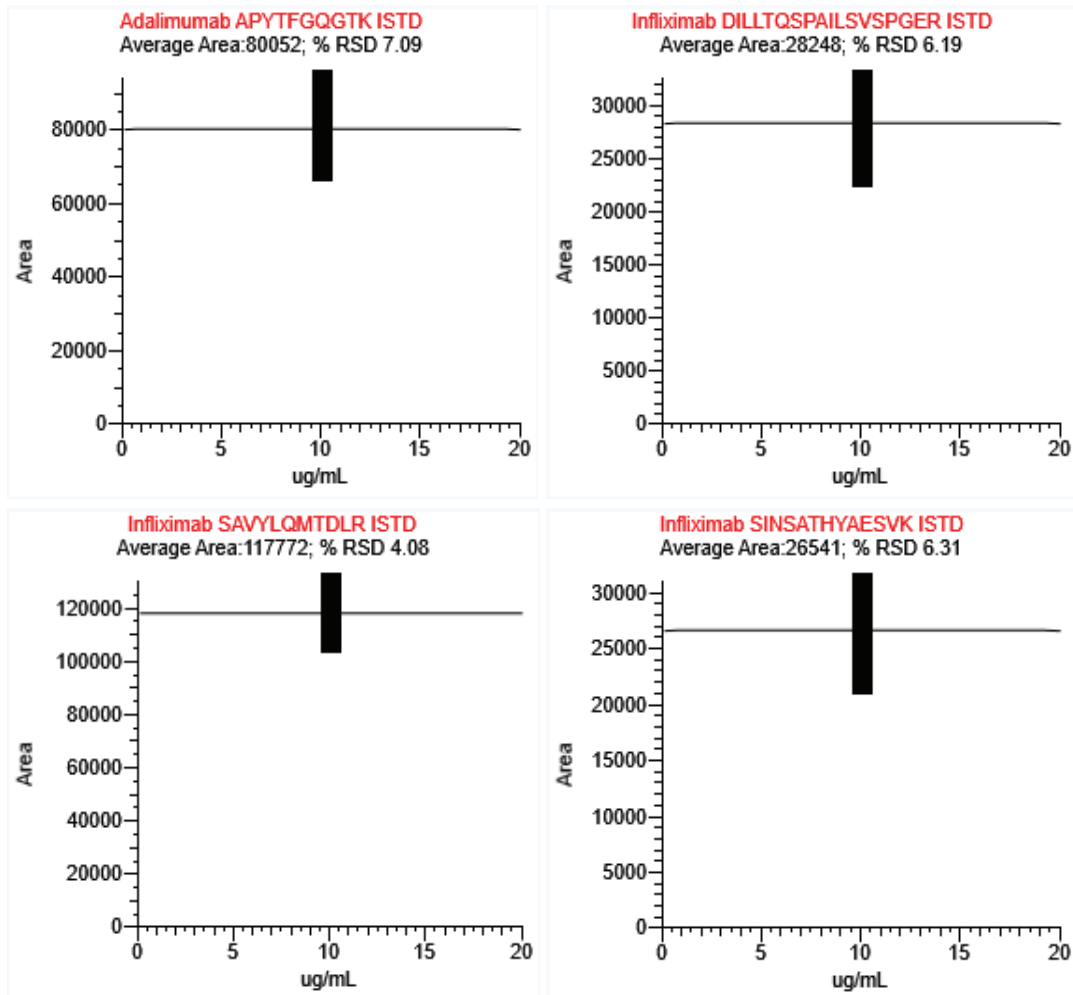 Adalimumab APYTFGQGTK ISTD
Average Area:80052; % RSD 7.09
80000
60000
40000
20000
0
Area
0 5 10 15 20
ug/mL
Infliximab DILLTQSPAILSVSPGER ISTD
Average Area:28248; % RSD 6.19
30000
25000
20000
15000
10000
5000
0
Area
0 5 10 15 20
ug/mL
Infliximab SAVYLQMTDLR ISTD
Average Area:117772; % RSD 4.08
120000
100000
80000
60000
40000
20000
0
Area
0 5 10 15 20
ug/mL
Infliximab SINSATHYAESVK ISTD
Average Area:26541; % RSD 6.31
30000
25000
20000
15000
10000
5000
0
Area
0 5 10 15 20
ug/mL